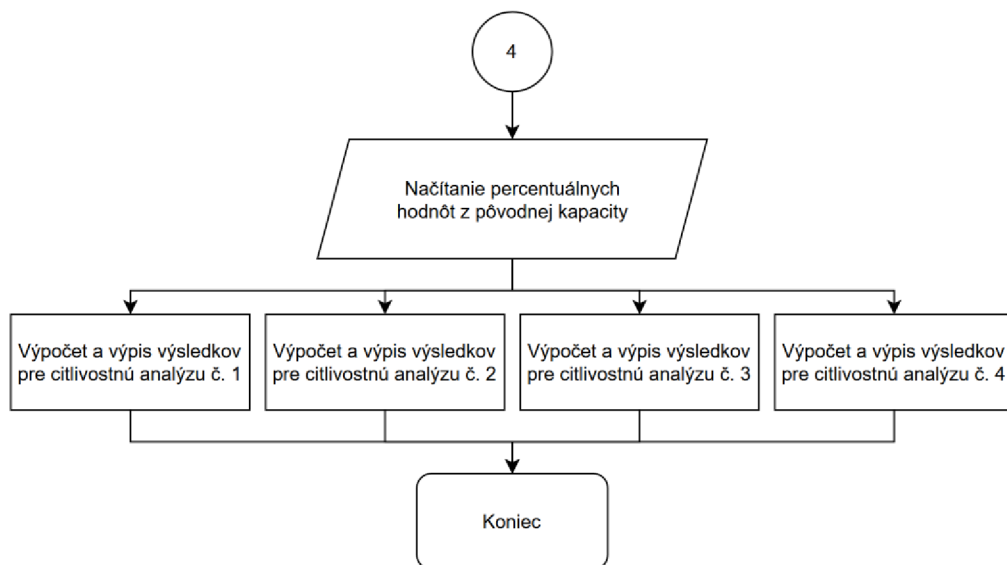 4
Načítanie percentuálnych
hodnôt z pôvodnej kapacity
Výpočet a výpis výsledkov
pre citlivostnú analýzu č. 1
Výpočet a výpis výsledkov
pre citlivostnú analýzu č. 2
Výpočet a výpis výsledkov
pre citlivostnú analýzu č. 3
Výpočet a výpis výsledkov
pre citlivostnú analýzu č. 4
Koniec